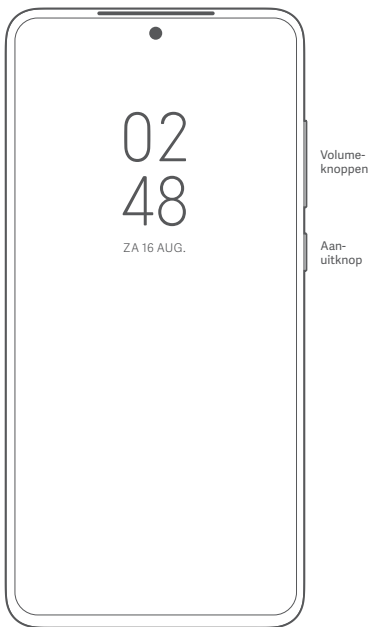 02
48
ZA 16 AUG.
Volume-
knoppen
Aan-
uitknop